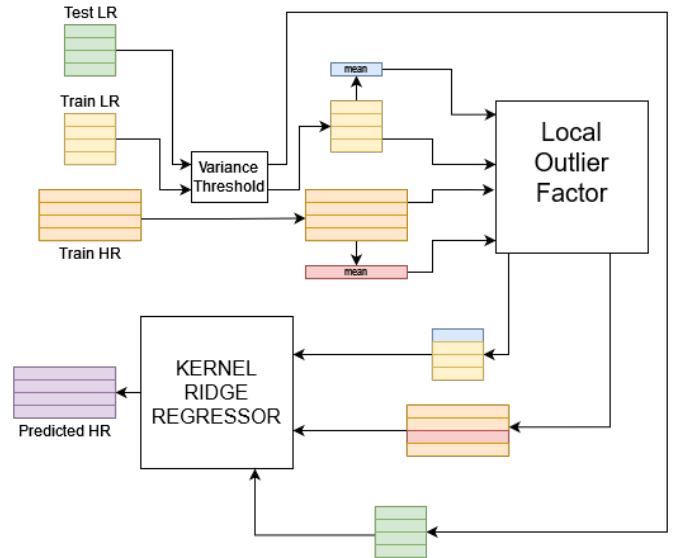 Test LR
Train LR
mean
Variance
Threshold
Local
Outlier
Factor
Train HR
mean
KERNEL
RIDGE
REGRESSOR
Predicted HR